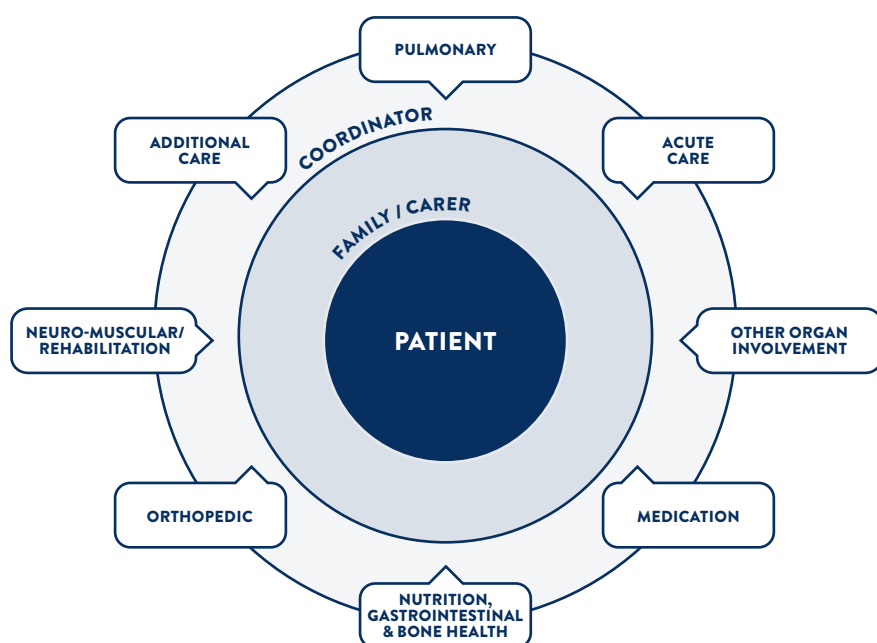 PULMONARY
COORDINATOR
ADDITIONAL
CARE
ACUTE
CARE
FAMILY / CARER
NEURO-MUSCULAR/
REHABILITATION
PATIENT
OTHER ORGAN
INVOLVEMENT
ORTHOPEDIC
MEDICATION
NUTRITION,
GASTROINTESTINAL
& BONE HEALTH